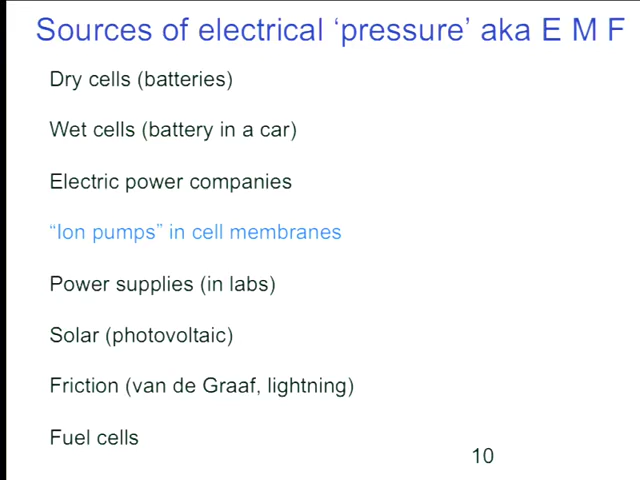 Sources of electrical ‘pressure’ aka E M F
Dry cells (batteries)
Wet cells (battery in a car)
Electric power companies
“Ion pumps” in cell membranes
Power supplies (in labs)
Solar (photovoltaic)
Friction (van de Graaf, lightning)
Fuel cells
10